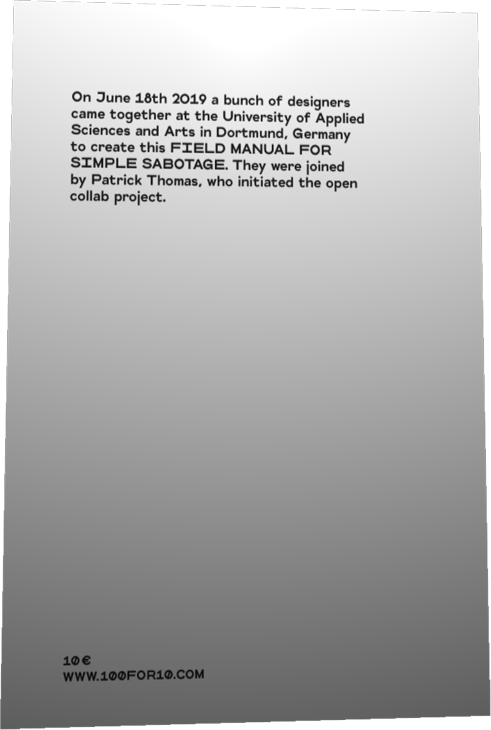 On June 18th 2019 a bunch of designers
came together at the University of Applied
Sciences and Arts in Dortmund, Germany
to create this FIELD MANUAL FOR
SIMPLE SABOTAGE. They were joined
by Patrick Thomas, who initiated the open
collab project.
10€
WWW.100FOR10.COM